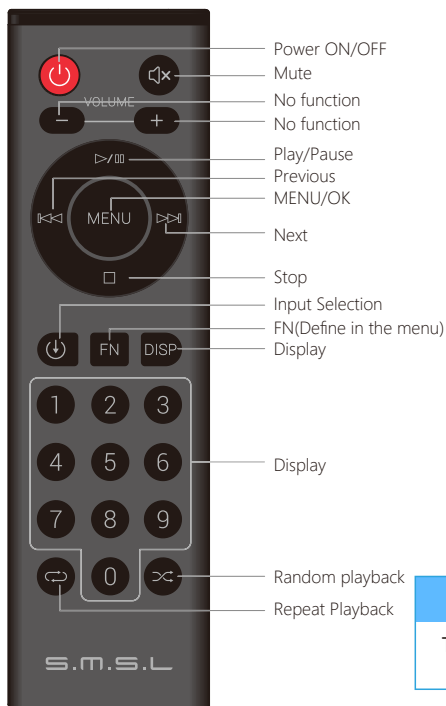 Power ON/OFF
Mute
VOLUME
No function
No function
Play/Pause
Previous
MENU
MENU/OK
Next
Stop
Input Selection
FN(Define in the menu)
FN
DISP
Display
1
2
3
4
5
6
Display
7
8
9
0
Random playback
Repeat Playback
S.M.S.L